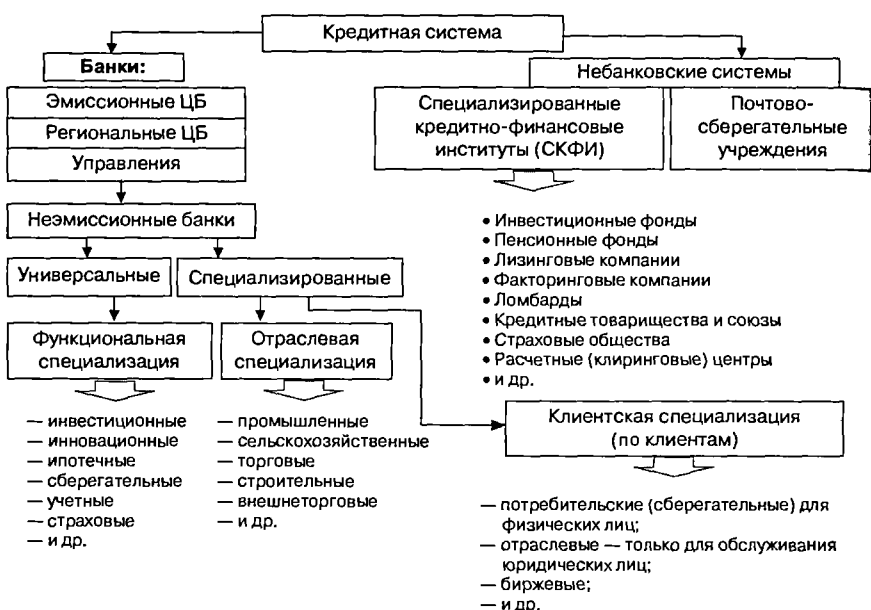 Кредитная система
Банки:
Эмиссионные ЦБ
Региональные ЦБ
Управления
Неэмиссионные банки
Универсальные
Специализированные
Функциональная
специализация
— инвестиционные
— инновационные
— ипотечные
— сберегательные
— учетные
— страховые
— и др.
Отраслевая
специализация
— промышленные
— сельскохозяйственные
— торговые
— строительные
— внешнеторговые
— и др.
Небанковские системы
Специализированные
кредитно-финансовые
институты (СКФИ)
Почтово-
сберегательные
учреждения
• Инвестиционные фонды
• Пенсионные фонды
• Лизинговые компании
• Факторинговые компании
• Ломбарды
• Кредитные товарищества и союзы
• Страховые общества
• Расчетные (клиринговые) центры
• и др.
Клиентская специализация
(по клиентам)
— потребительские (сберегательные) для
физических лиц;
— отраслевые — только для обслуживания
юридических лиц;
— биржевые;
— и др.